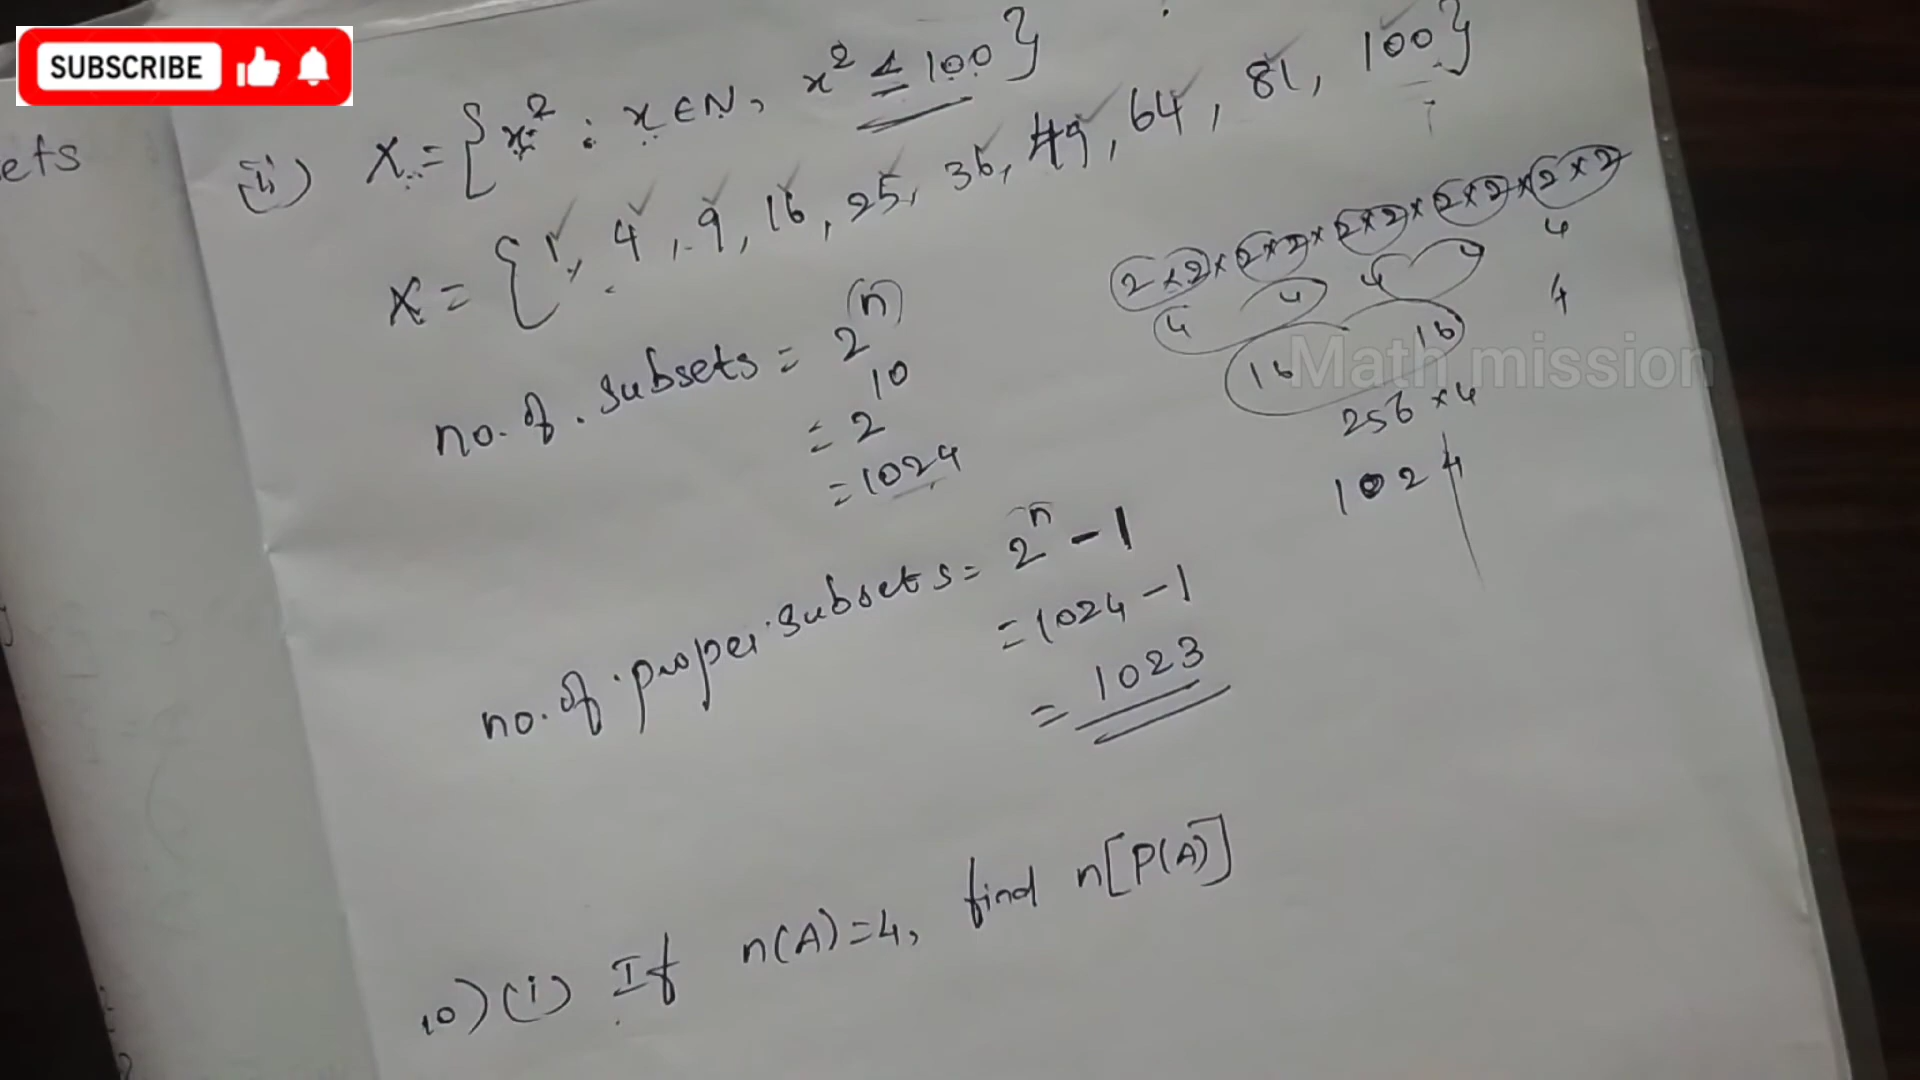 SUBSCRIBE
ets
(ii) X = { x² : x ∈ N, x² ≤ 100 }
X = { 1, 4, 9, 16, 25, 36, 49, 64, 81, 100 }
2×2×2×2×2×2×2×2×2×2
4 4 4 4 4
16 16 4
Math mission
256 × 4
1024
no. of. subsets = 2ⁿ
= 2¹⁰
= 1024
no. of. proper. subsets = 2ⁿ - 1
= 1024 - 1
= 1023
10) (i) If n(A) = 4, find n[P(A)]